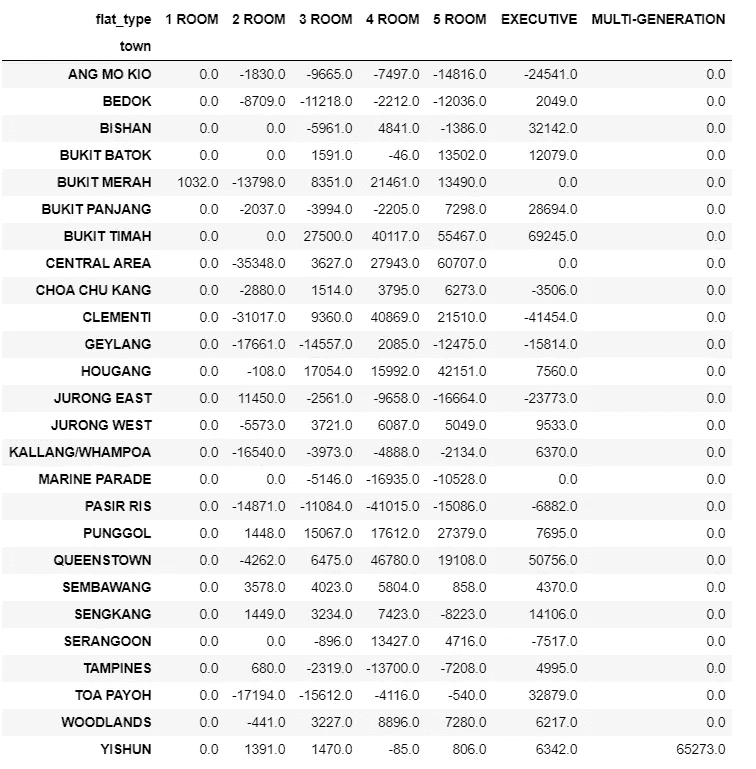 flat_type 1 ROOM 2 ROOM 3 ROOM 4 ROOM 5 ROOM EXECUTIVE MULTI-GENERATION
town
ANG MO KIO 0.0 -1830.0 -9665.0 -7497.0 -14816.0 -24541.0 0.0
BEDOK 0.0 -8709.0 -11218.0 -2212.0 -12036.0 2049.0 0.0
BISHAN 0.0 0.0 -5961.0 4841.0 -1386.0 32142.0 0.0
BUKIT BATOK 0.0 0.0 1591.0 -46.0 13502.0 12079.0 0.0
BUKIT MERAH 1032.0 -13798.0 8351.0 21461.0 13490.0 0.0 0.0
BUKIT PANJANG 0.0 -2037.0 -3994.0 -2205.0 7298.0 28694.0 0.0
BUKIT TIMAH 0.0 0.0 27500.0 40117.0 55467.0 69245.0 0.0
CENTRAL AREA 0.0 -35348.0 3627.0 27943.0 60707.0 0.0 0.0
CHOA CHU KANG 0.0 -2880.0 1514.0 3795.0 6273.0 -3506.0 0.0
CLEMENTI 0.0 -31017.0 9360.0 40869.0 21510.0 -41454.0 0.0
GEYLANG 0.0 -17661.0 -14557.0 2085.0 -12475.0 -15814.0 0.0
HOUGANG 0.0 -108.0 17054.0 15992.0 42151.0 7560.0 0.0
JURONG EAST 0.0 11450.0 -2561.0 -9658.0 -16664.0 -23773.0 0.0
JURONG WEST 0.0 -5573.0 3721.0 6087.0 5049.0 9533.0 0.0
KALLANG/WHAMPOA 0.0 -16540.0 -3973.0 -4888.0 -2134.0 6370.0 0.0
MARINE PARADE 0.0 0.0 -5146.0 -16935.0 -10528.0 0.0 0.0
PASIR RIS 0.0 -14871.0 -11084.0 -41015.0 -15086.0 -6882.0 0.0
PUNGGOL 0.0 1448.0 15067.0 17612.0 27379.0 7695.0 0.0
QUEENSTOWN 0.0 -4262.0 6475.0 46780.0 19108.0 50756.0 0.0
SEMBAWANG 0.0 3578.0 4023.0 5804.0 858.0 4370.0 0.0
SENGKANG 0.0 1449.0 3234.0 7423.0 -8223.0 14106.0 0.0
SERANGOON 0.0 0.0 -896.0 13427.0 4716.0 -7517.0 0.0
TAMPINES 0.0 680.0 -2319.0 -13700.0 -7208.0 4995.0 0.0
TOA PAYOH 0.0 -17194.0 -15612.0 -4116.0 -540.0 32879.0 0.0
WOODLANDS 0.0 -441.0 3227.0 8896.0 7280.0 6217.0 0.0
YISHUN 0.0 1391.0 1470.0 -85.0 806.0 6342.0 65273.0